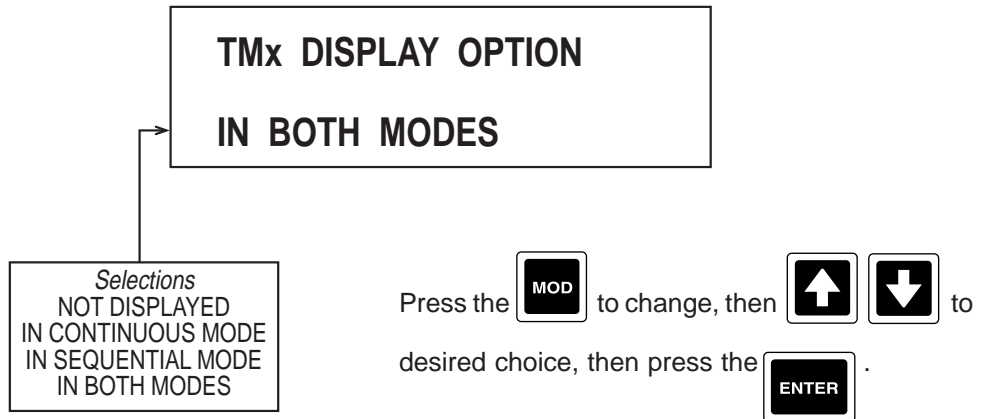 TMx DISPLAY OPTION
IN BOTH MODES
Selections
NOT DISPLAYED
IN CONTINUOUS MODE
IN SEQUENTIAL MODE
IN BOTH MODES
Press the MOD to change, then to
desired choice, then press the ENTER .